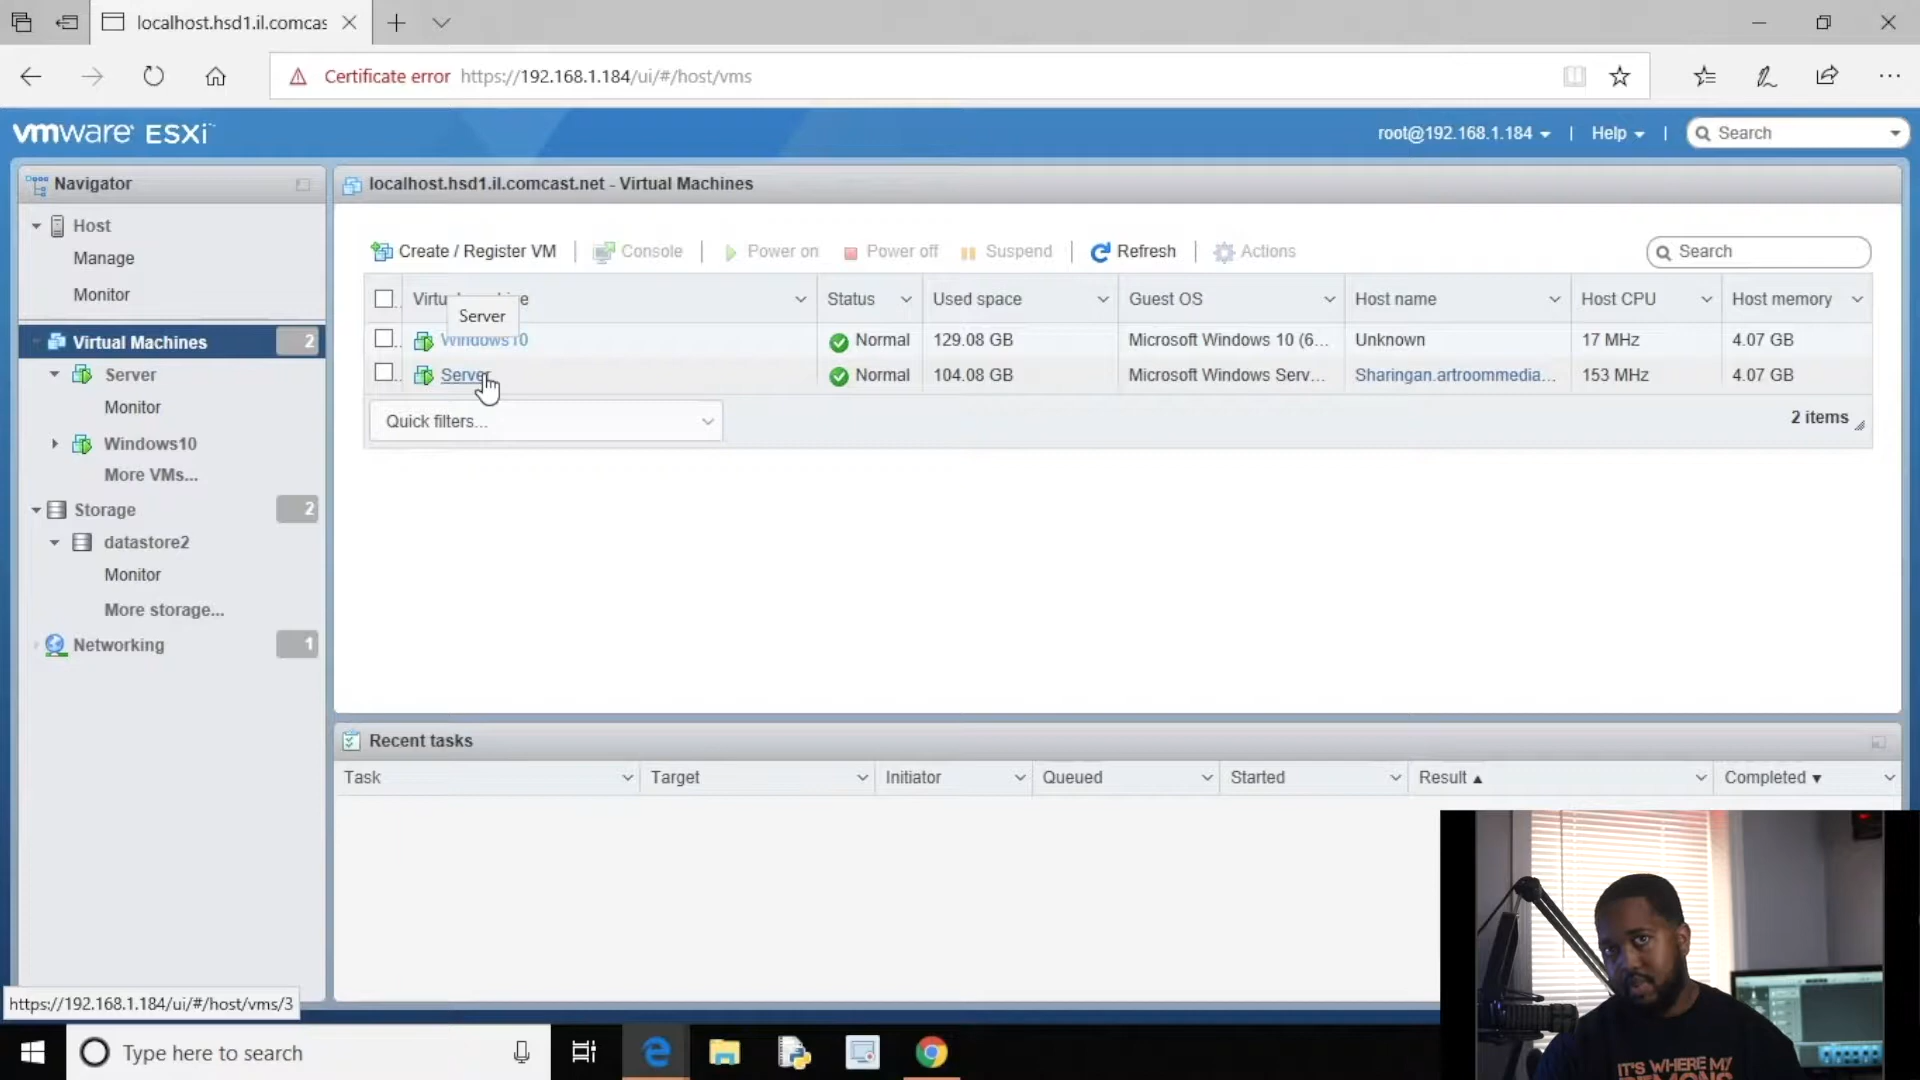 localhost.hsd1.il.comcas
Certificate error https://192.168.1.184/ui/#/host/vms
vmware ESXi
root@192.168.1.184 | Help | Search
Navigator
Host
Manage
Monitor
Virtual Machines 2
Server
Monitor
Windows10
More VMs...
Storage 2
datastore2
Monitor
More storage...
Networking 1
localhost.hsd1.il.comcast.net - Virtual Machines
Create / Register VM | Console | Power on Power off Suspend | Refresh | Actions Search
Status Used space Guest OS Host name Host CPU Host memory
Server
Windows10 Normal 129.08 GB Microsoft Windows 10 (6... Unknown 17 MHz 4.07 GB
Server Normal 104.08 GB Microsoft Windows Serv... Sharingan.artroommedia... 153 MHz 4.07 GB
Quick filters... 2 items
Recent tasks
Task Target Initiator Queued Started Result Completed
https://192.168.1.184/ui/#/host/vms/3
Type here to search
IT'S WHERE MY